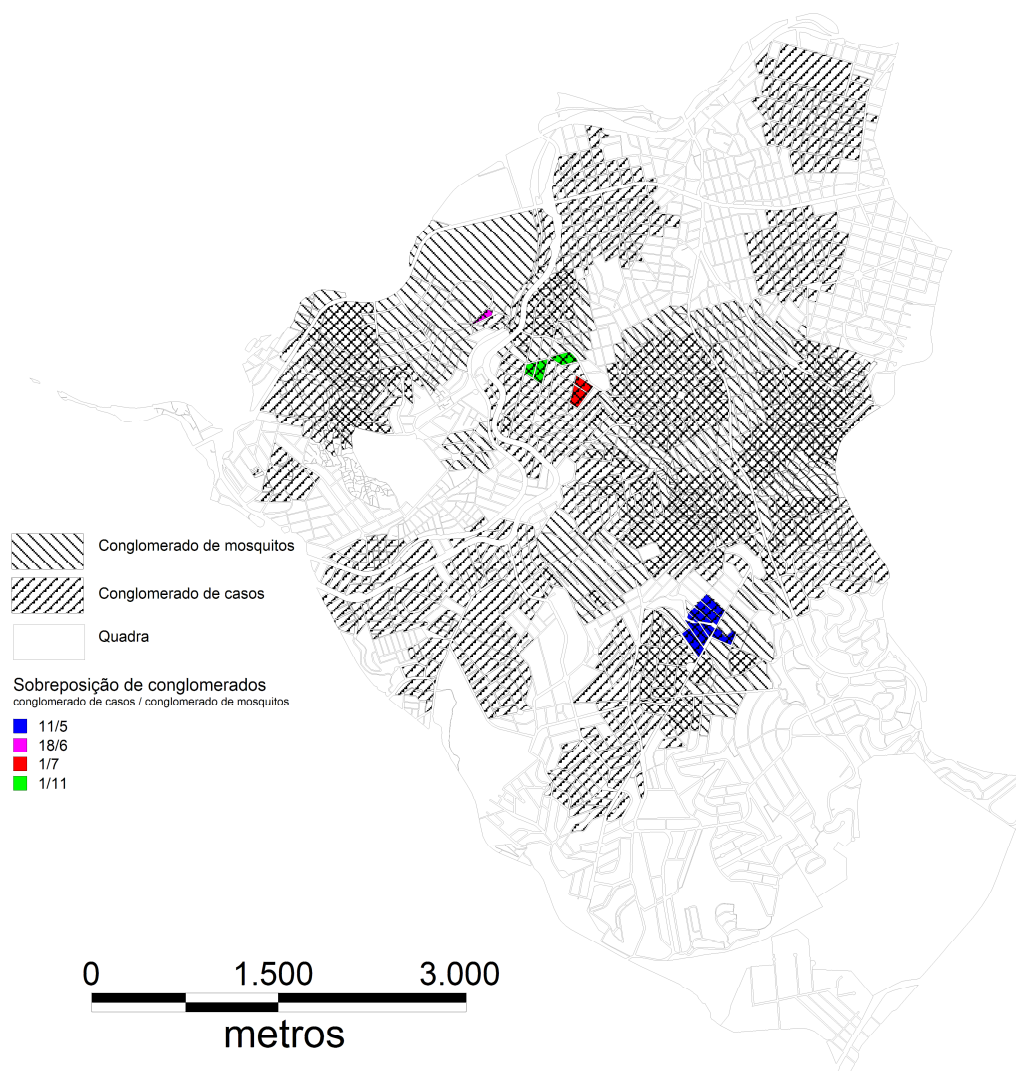 Conglomerado de mosquitos
Conglomerado de casos
Quadra
Sobreposição de conglomerados
conglomerado de casos / conglomerado de mosquitos
11/5
18/6
1/7
1/11
0 1.500 3.000
metros